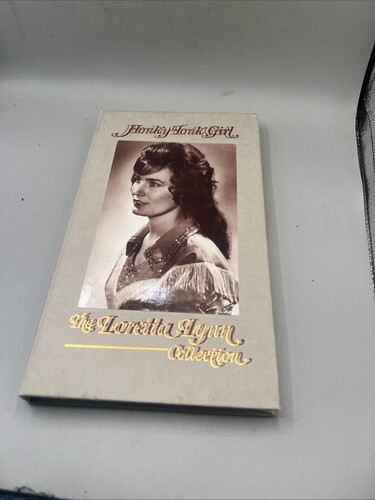 Honky Tonk Girl
The Loretta Lynn
Collection